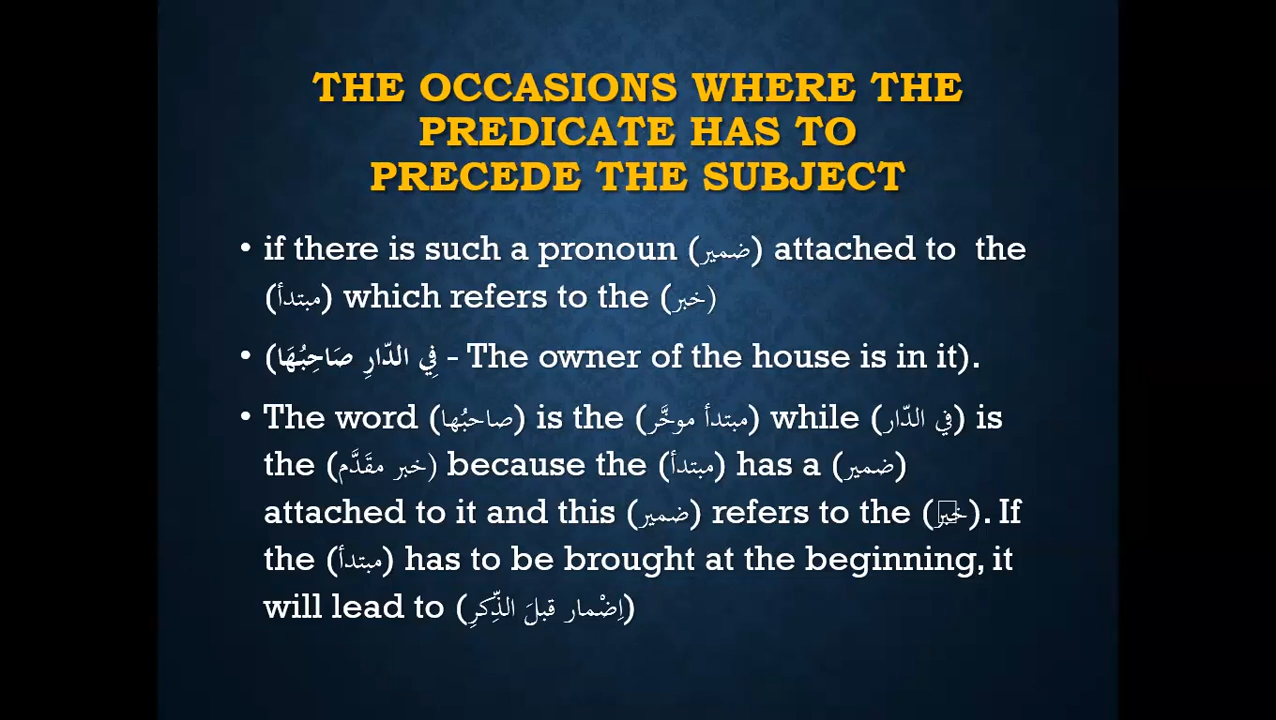 THE OCCASIONS WHERE THE
PREDICATE HAS TO
PRECEDE THE SUBJECT
• if there is such a pronoun (ضمير) attached to the
(مبتدأ) which refers to the (خبر)
• (فِي الدّارِ صَاحِبُهَا - The owner of the house is in it).
• The word (صاحبُها) is the (مبتدأ موخَّر) while (في الدّار) is
the (خبر مقَدَّم) because the (مبتدأ) has a (ضمير)
attached to it and this (ضمير) refers to the (خبر). If
the (مبتدأ) has to be brought at the beginning, it
will lead to (اِضْمار قبلَ الذِّكرِ)